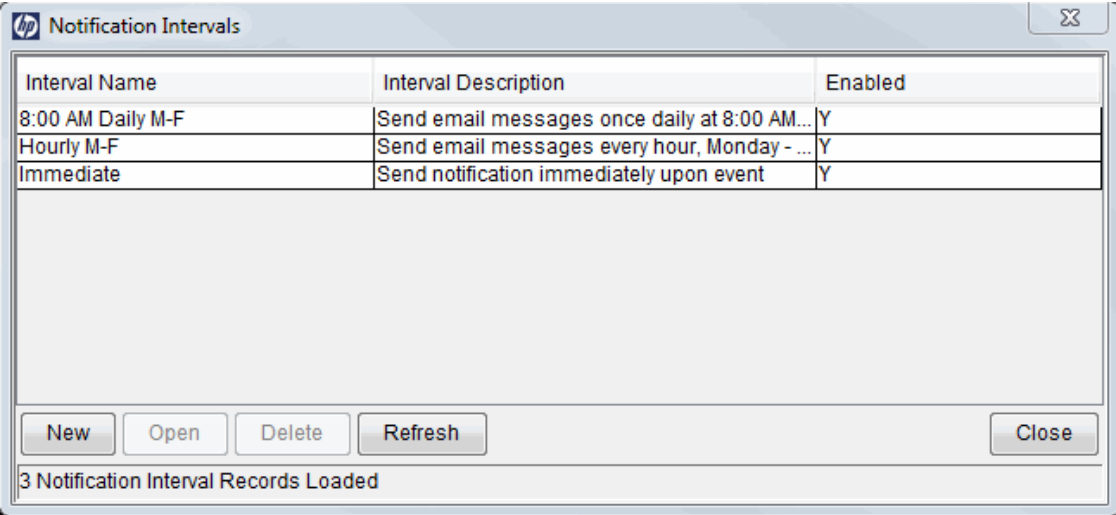 hp Notification Intervals
Interval Name Interval Description Enabled
8:00 AM Daily M-F Send email messages once daily at 8:00 AM... Y
Hourly M-F Send email messages every hour, Monday - ... Y
Immediate Send notification immediately upon event Y
New Open Delete Refresh Close
3 Notification Interval Records Loaded